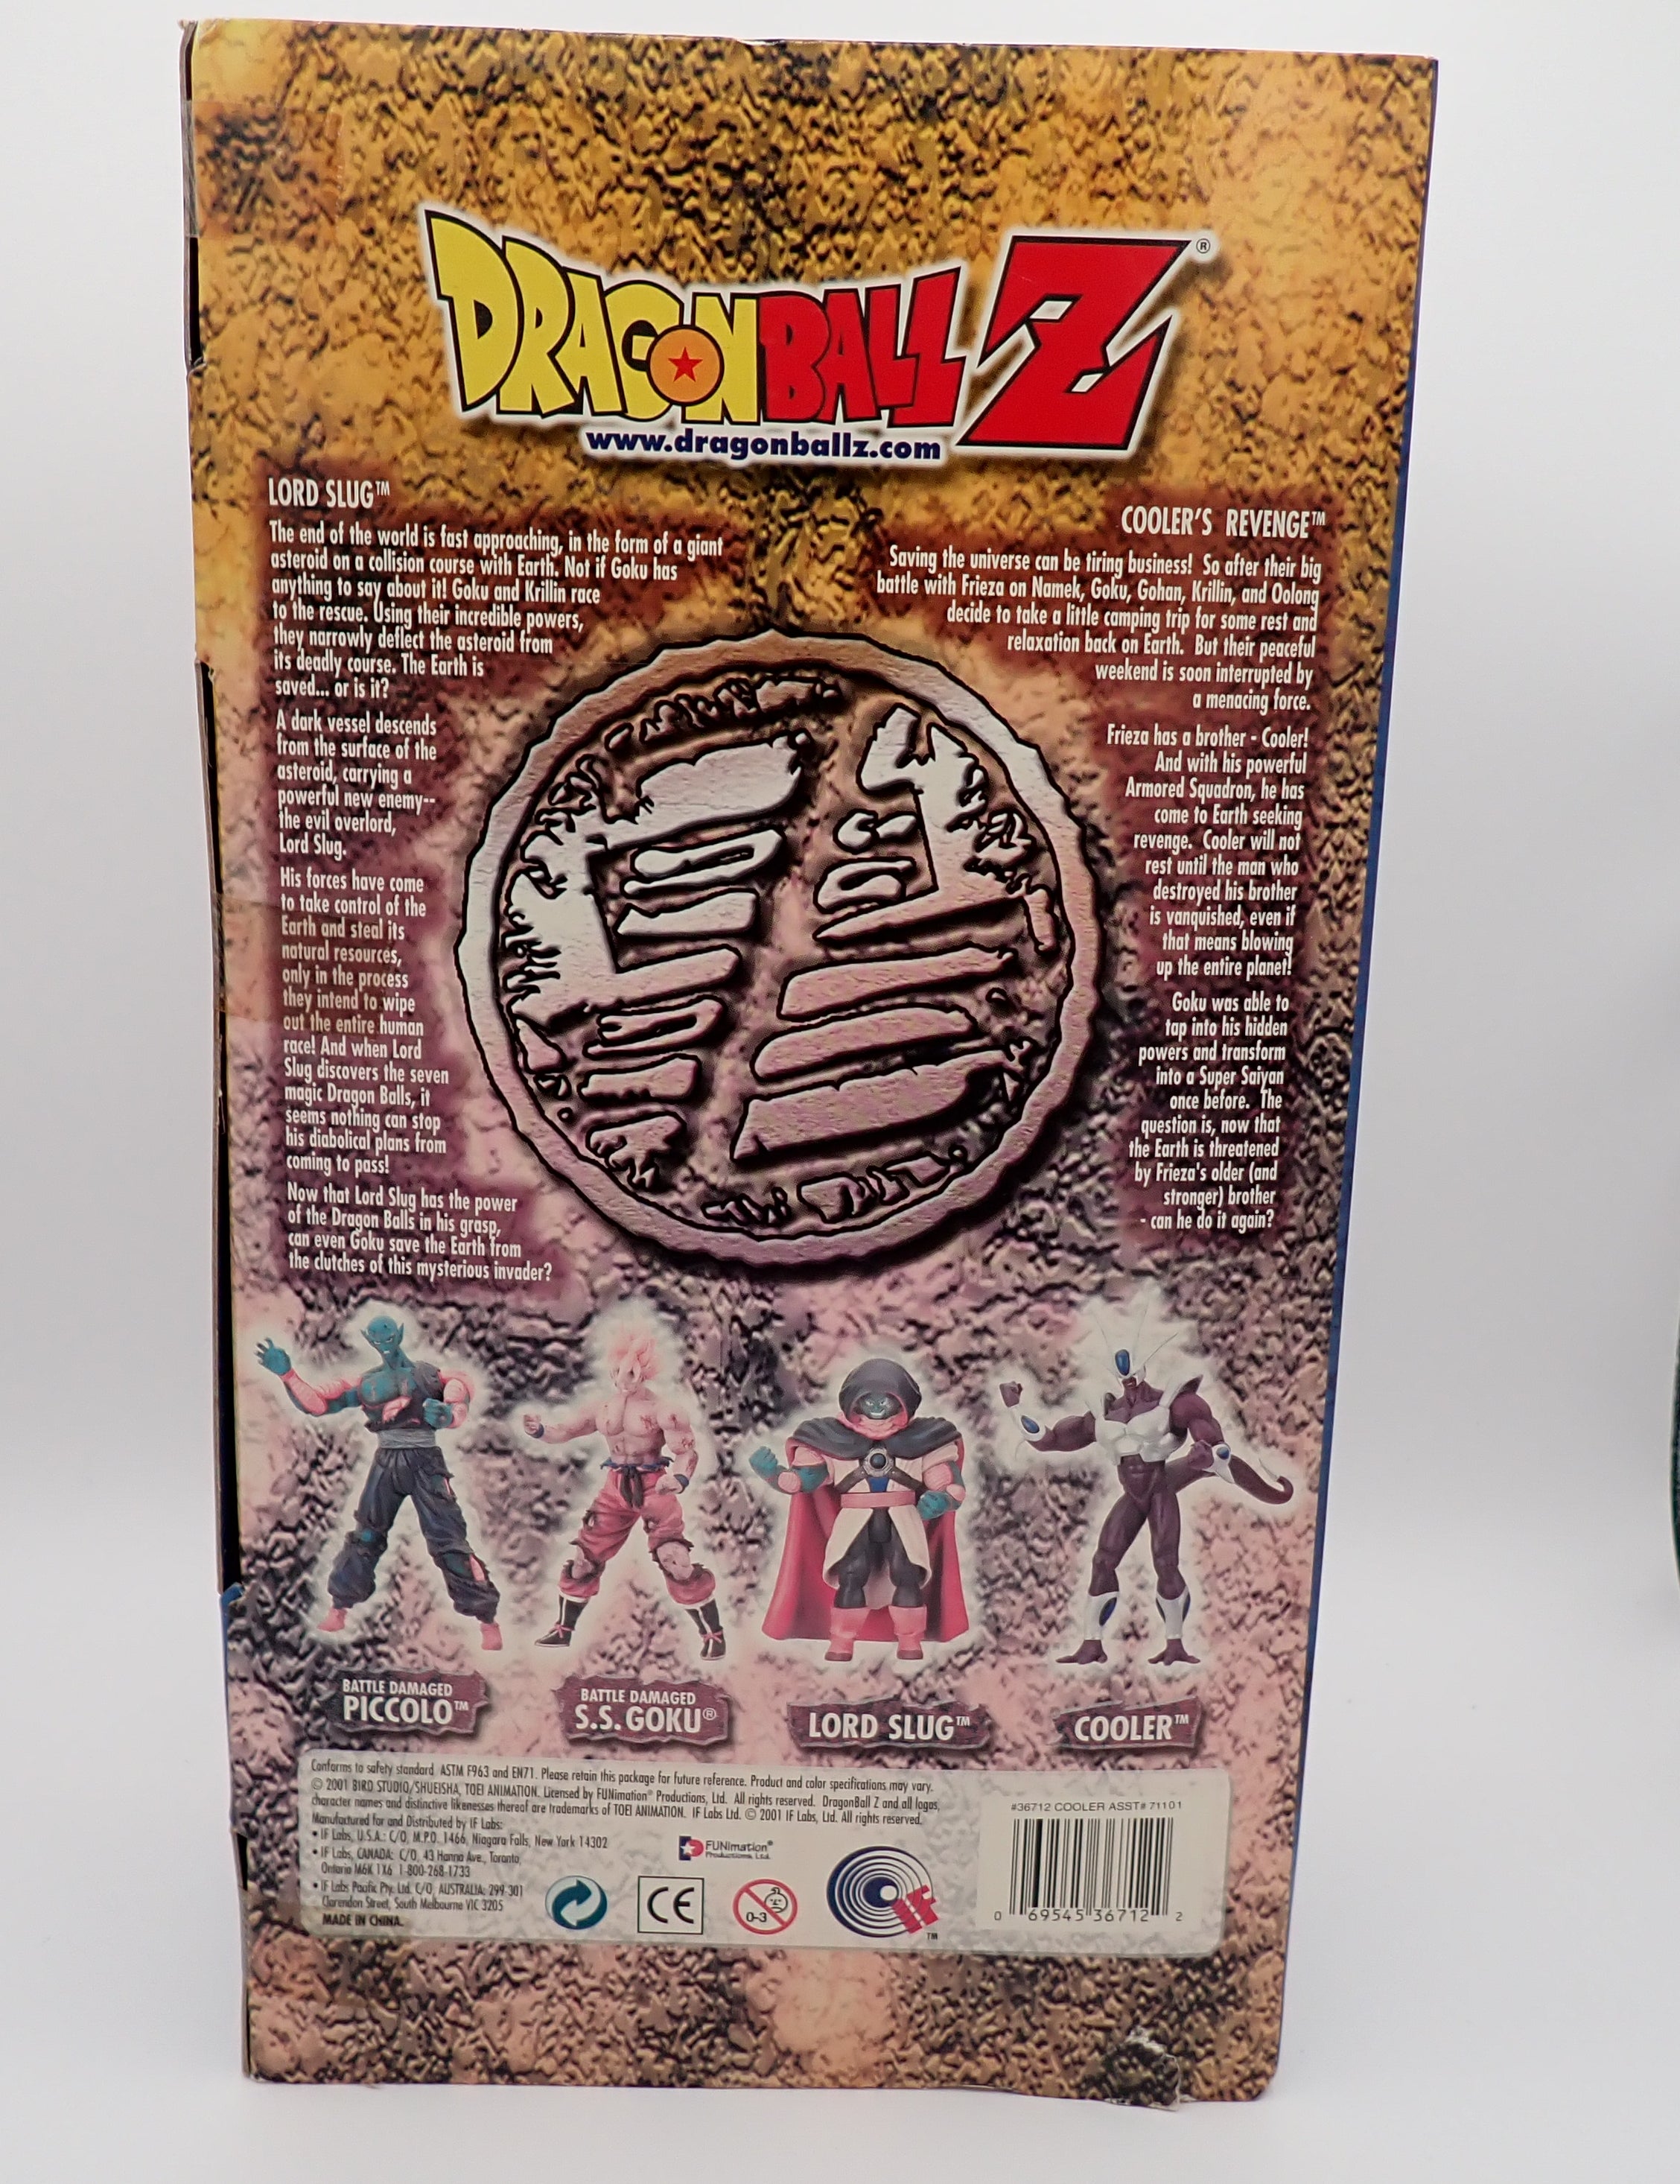 DRAGONBALL Z®
www.dragonballz.com
LORD SLUG™
The end of the world is fast approaching, in the form of a giant
asteroid on a collision course with Earth. Not if Goku has
anything to say about it! Goku and Krillin race
to the rescue. Using their incredible powers,
they narrowly deflect the asteroid from
its deadly course. The Earth is
saved... or is it?
A dark vessel descends
from the surface of the
asteroid, carrying a
powerful new enemy--
the evil overlord,
Lord Slug.
His forces have come
to take control of the
Earth and steal its
natural resources,
only in the process
they intend to wipe
out the entire human
race! And when Lord
Slug discovers the seven
magic Dragon Balls, it
seems nothing can stop
his diabolical plans from
coming to pass!
Now that Lord Slug has the power
of the Dragon Balls in his grasp,
can even Goku save the Earth from
the clutches of this mysterious invader?
COOLER'S REVENGE™
Saving the universe can be tiring business! So after their big
battle with Frieza on Namek, Goku, Gohan, Krillin, and Oolong
decide to take a little camping trip for some rest and
relaxation back on Earth. But their peaceful
weekend is soon interrupted by
a menacing force.
Frieza has a brother - Cooler!
And with his powerful
Armored Squadron, he has
come to Earth seeking
revenge. Cooler will not
rest until the man who
destroyed his brother
is vanquished, even if
that means blowing
up the entire planet!
Goku was able to
tap into his hidden
powers and transform
into a Super Saiyan
once before. The
question is, now that
the Earth is threatened
by Frieza's older (and
stronger) brother
- can he do it again?
BATTLE DAMAGED
PICCOLO™
BATTLE DAMAGED
S.S. GOKU®
LORD SLUG™
COOLER™
Conforms to safety standard ASTM F963 and EN71. Please retain this package for future reference. Product and color specifications may vary.
© 2001 BIRD STUDIO/SHUEISHA, TOEI ANIMATION. Licensed by FUNimation® Productions, Ltd. All rights reserved. DragonBall Z and all logos,
character names and distinctive likenesses thereof are trademarks of TOEI ANIMATION. IF Labs Ltd. © 2001 IF Labs, Ltd. All rights reserved.
Manufactured for and Distributed by IF Labs:
• IF Labs, U.S.A.: C/O, M.P.O. 1466, Niagara Falls, New York 14302
• IF Labs, CANADA: C/O, 43 Hanna Ave., Toronto,
Ontario M6K 1X6 1-800-268-1733
• IF Labs Pacific Pty. Ltd. C/O, AUSTRALIA: 299-301
Clarendon Street, South Melbourne VIC 3205
MADE IN CHINA.
FUNimation®
Productions, Ltd.
CE
0-3
IF™
#36712 COOLER ASST# 71101
0 69545 36712 2